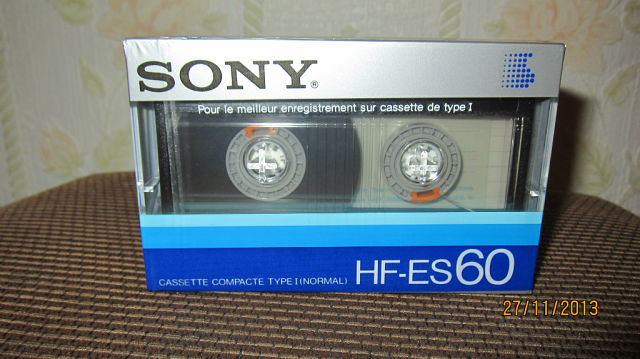 SONY®
Pour le meilleur enregistrement sur cassette de type I
CASSETTE COMPACTE TYPE I (NORMAL) HF-ES60
27/11/2013